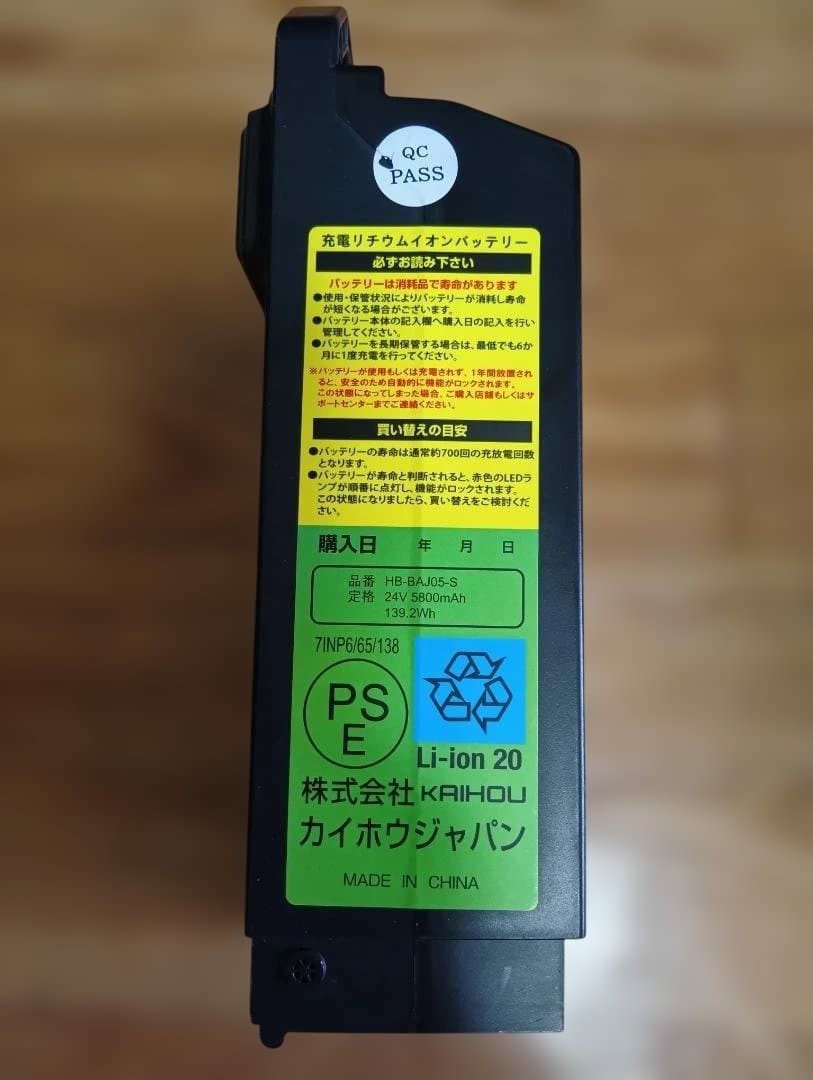 QC
PASS
充電リチウムイオンバッテリー
必ずお読み下さい
バッテリーは消耗品で寿命があります
●使用・保管状況によりバッテリーが消耗し寿命
が短くなる場合がございます。
●バッテリー本体の記入欄へ購入日の記入を行い
管理してください。
●バッテリーを長期保管する場合は、最低でも6か
月に1度充電を行ってください。
※バッテリーが使用もしくは充電されず、1年間放置され
ると、安全のため自動的に機能がロックされます。
この状態になってしまった場合、ご購入店舗もしくはサ
ポートセンターまでご連絡ください。
買い替えの目安
●バッテリーの寿命は通常約700回の充放電回数
となります。
●バッテリーが寿命と判断されると、赤色のLEDラ
ンプが順番に点灯し、機能がロックされます。
この状態になりましたら、買い替えをご検討くだ
さい。
購入日 年 月 日
品番 HB-BAJ05-S
定格 24V 5800mAh
139.2Wh
7INP6/65/138
PS
E
Li-ion 20
株式会社 KAIHOU
カイホウジャパン
MADE IN CHINA